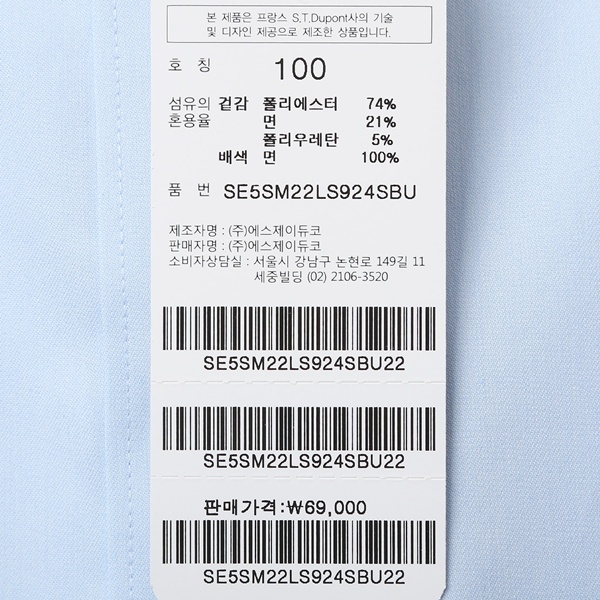 본 제품은 프랑스 S.T.Dupont사의 기술
및 디자인 제공으로 제조한 상품입니다.
호 칭 100
섬유의 겉감 폴리에스터 74%
혼용율 면 21%
폴리우레탄 5%
배색 면 100%
품 번 SE5SM22LS924SBU
제조자명 : (주)에스제이듀코
판매자명 : (주)에스제이듀코
소비자상담실 : 서울시 강남구 논현로 149길 11
세중빌딩 (02) 2106-3520
SE5SM22LS924SBU22
SE5SM22LS924SBU22
판매가격:₩69,000
SE5SM22LS924SBU22